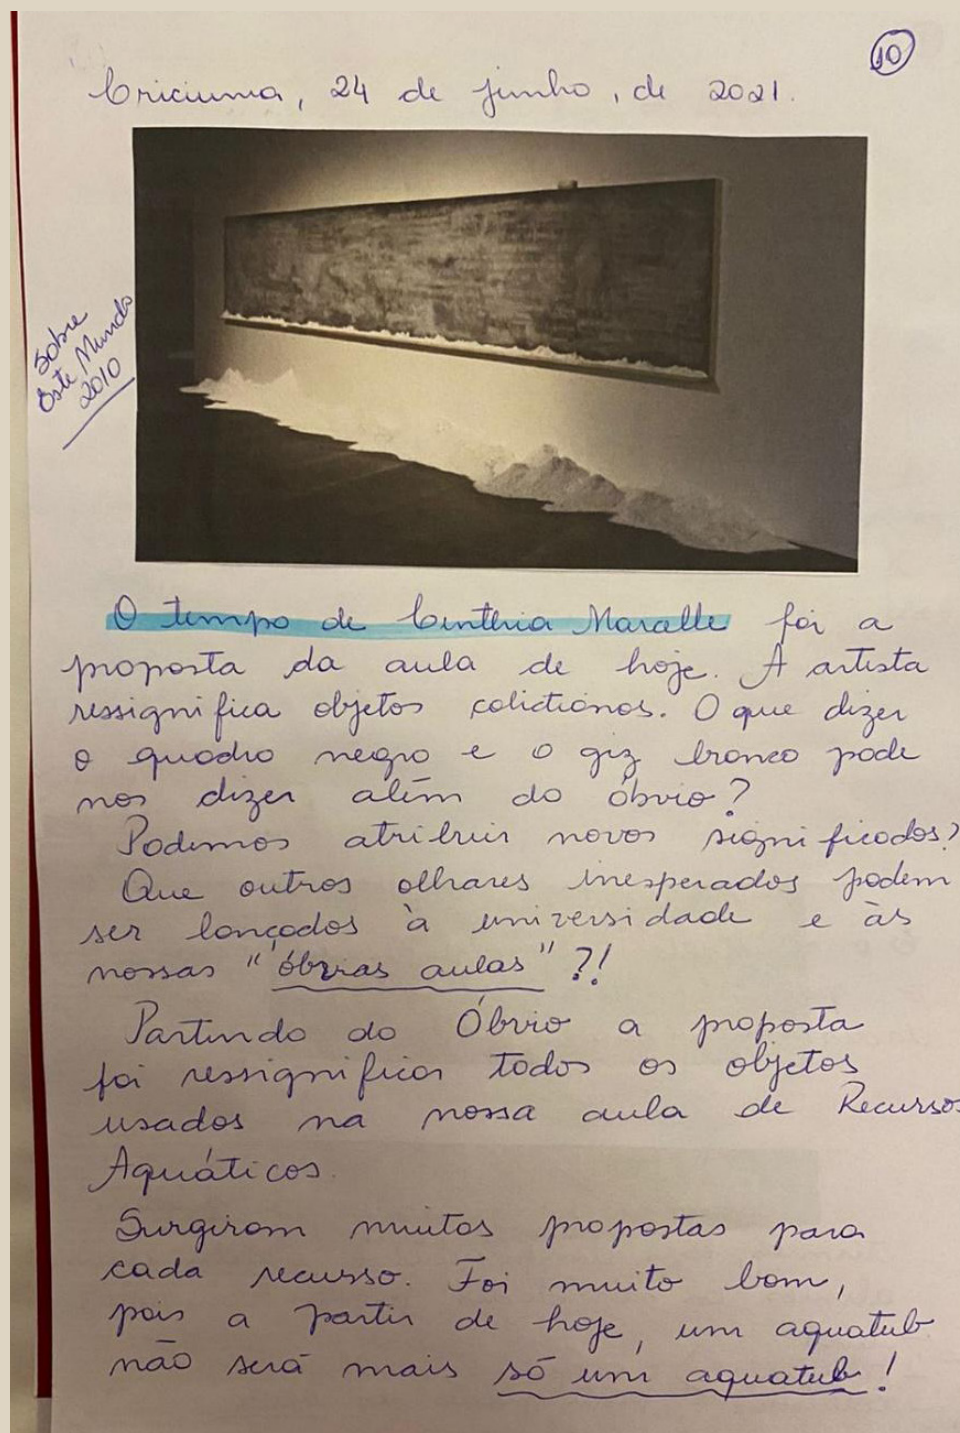 10
Criciuma, 24 de junho, de 2021.
Sobre
Este Mundo
2010
O tempo de Cinthia Marcelle foi a
proposta da aula de hoje. A artista
ressignifica objetos cotidianos. O que dizer
o quadro negro e o giz branco pode
nos dizer além do óbvio?
Podemos atribuir novos significados?
Que outros olhares inesperados podem
ser lançados à universidade e às
nossas "óbvias aulas"?!
Partindo do Óbvio a proposta
foi ressignificar todos os objetos
usados na nossa aula de Recursos
Aquáticos.
Surgiram muitas propostas para
cada recurso. Foi muito bom,
pois a partir de hoje, um aquatub
não será mais só um aquatub!